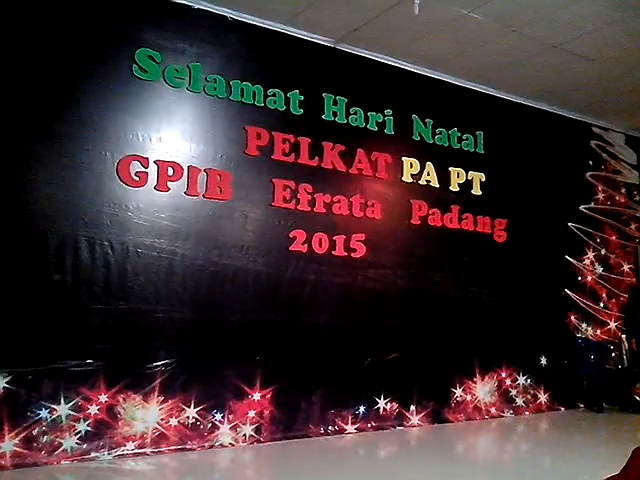 Selamat Hari Natal
PELKAT PA PT
GPIB Efrata Padang
2015